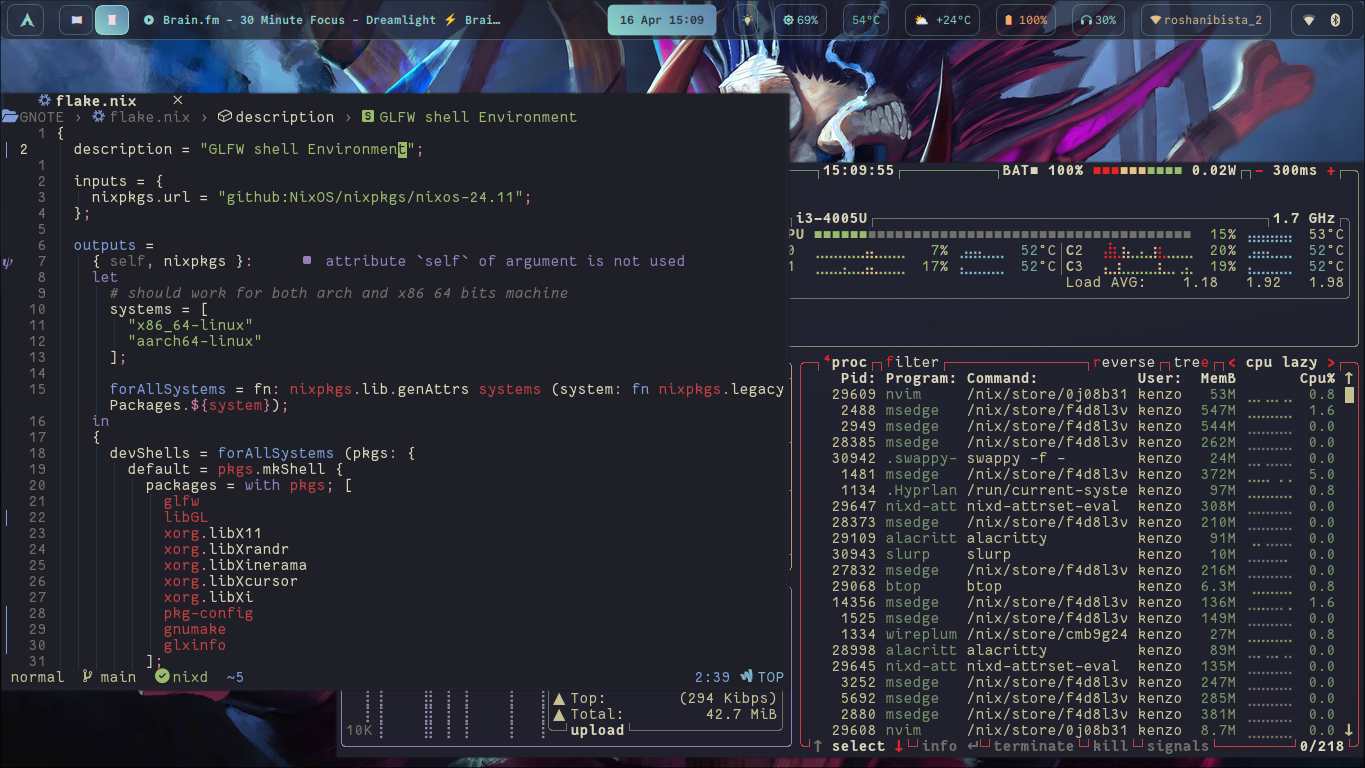 Brain.fm - 30 Minute Focus - Dreamlight ⚡ Brai…
16 Apr 15:09
69%
54°C
+24°C
100%
30%
roshanibista_2
flake.nix ×
GNOTE › flake.nix › description › S GLFW shell Environment
1 {
2 description = "GLFW shell Environment";
1
2 inputs = {
3 nixpkgs.url = "github:NixOS/nixpkgs/nixos-24.11";
4 };
5
6 outputs =
7 { self, nixpkgs }: ■ attribute `self` of argument is not used
8 let
9 # should work for both arch and x86 64 bits machine
10 systems = [
11 "x86_64-linux"
12 "aarch64-linux"
13 ];
14
15 forAllSystems = fn: nixpkgs.lib.genAttrs systems (system: fn nixpkgs.legacy
Packages.${system});
16 in
17 {
18 devShells = forAllSystems (pkgs: {
19 default = pkgs.mkShell {
20 packages = with pkgs; [
21 glfw
22 libGL
23 xorg.libX11
24 xorg.libXrandr
25 xorg.libXinerama
26 xorg.libXcursor
27 xorg.libXi
28 pkg-config
29 gnumake
30 glxinfo
31 ];
normal main nixd ~5 2:39 TOP
15:09:55 BAT■ 100% 0.02W - 300ms +
i3-4005U 1.7 GHz
PU 15% 53°C
0 7% 52°C C2 20% 52°C
1 17% 52°C C3 19% 52°C
Load AVG: 1.18 1.92 1.98
⁴proc filter reverse tree < cpu lazy >
Pid: Program: Command: User: MemB Cpu% ↑
29609 nvim /nix/store/0j08b31 kenzo 53M 0.8
2488 msedge /nix/store/f4d8l3v kenzo 547M 1.6
2949 msedge /nix/store/f4d8l3v kenzo 544M 0.0
28385 msedge /nix/store/f4d8l3v kenzo 262M 0.0
30942 .swappy- swappy -f - kenzo 24M 0.0
1481 msedge /nix/store/f4d8l3v kenzo 372M 5.0
1134 .Hyprlan /run/current-syste kenzo 97M 0.8
29647 nixd-att nixd-attrset-eval kenzo 308M 0.0
28373 msedge /nix/store/f4d8l3v kenzo 210M 0.0
29109 alacritt alacritty kenzo 91M 0.0
30943 slurp slurp kenzo 10M 0.0
27832 msedge /nix/store/f4d8l3v kenzo 216M 0.0
29068 btop btop kenzo 6.3M 0.8
14356 msedge /nix/store/f4d8l3v kenzo 136M 1.6
1525 msedge /nix/store/f4d8l3v kenzo 149M 0.0
1334 wireplum /nix/store/cmb9g24 kenzo 27M 0.8
28998 alacritt alacritty kenzo 89M 0.0
29645 nixd-att nixd-attrset-eval kenzo 135M 0.0
3252 msedge /nix/store/f4d8l3v kenzo 247M 0.0
5692 msedge /nix/store/f4d8l3v kenzo 285M 0.0
2880 msedge /nix/store/f4d8l3v kenzo 381M 0.0
29608 nvim /nix/store/0j08b31 kenzo 8.7M 0.0 ↓
↑ select ↓ info ↵ terminate kill signals 0/218
▲ Top: (294 Kibps)
▲ Total: 42.7 MiB
10K
upload